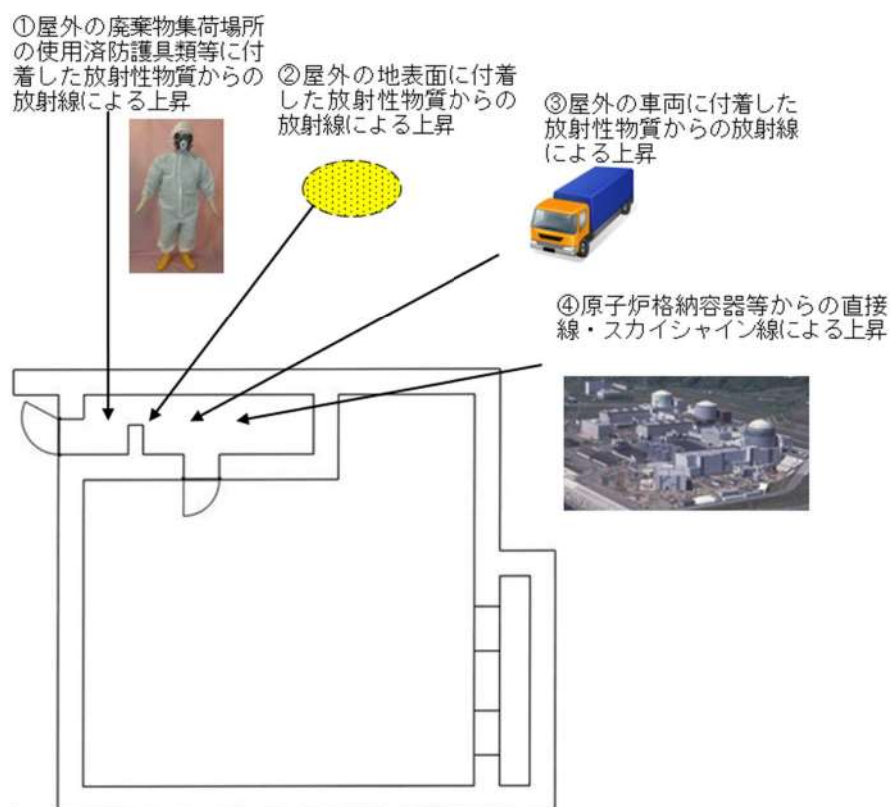 ①屋外の廃棄物集荷場所
の使用済防護具類等に付
着した放射性物質からの
放射線による上昇
②屋外の地表面に付着
した放射性物質からの
放射線による上昇
③屋外の車両に付着した
放射性物質からの放射線
による上昇
④原子炉格納容器等からの直接
線・スカイシャイン線による上昇